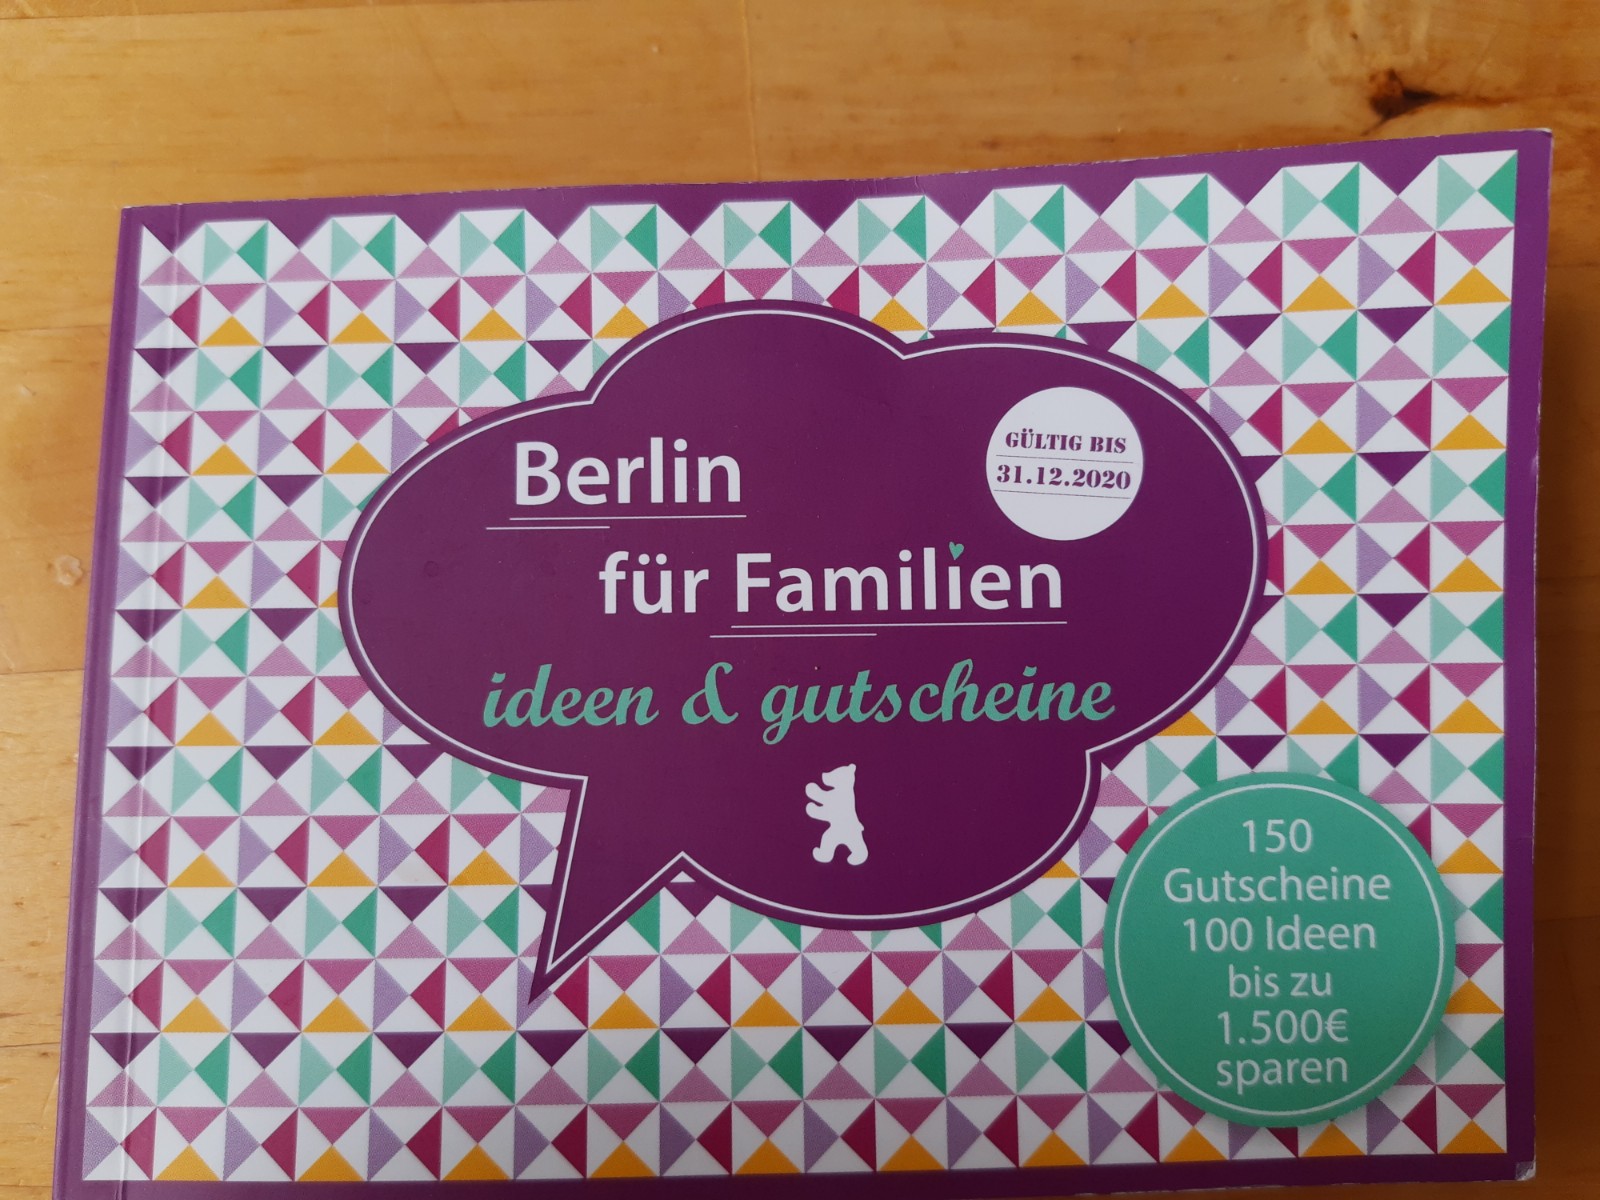 Berlin
für Familien
ideen & gutscheine
GÜLTIG BIS
31.12.2020
150
Gutscheine
100 Ideen
bis zu
1.500€
sparen